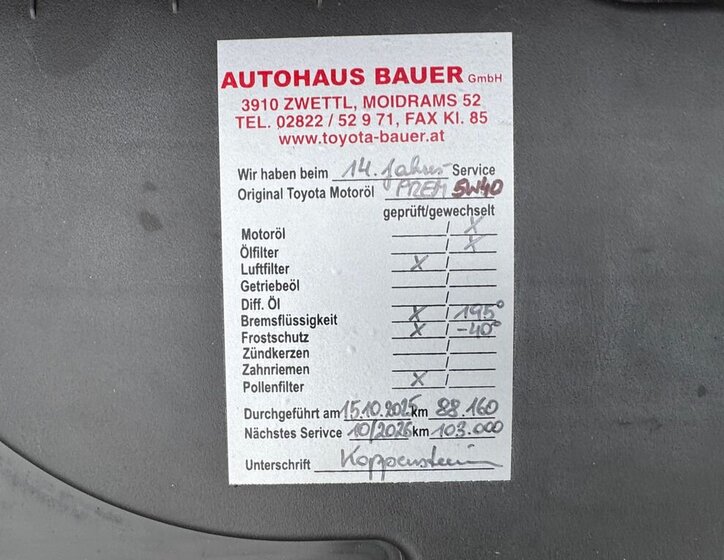 AUTOHAUS BAUER GmbH
3910 ZWETTL, MOIDRAMS 52
TEL. 02822 / 52 9 71, FAX Kl. 85
www.toyota-bauer.at
Wir haben beim 14. Jahres- Service
Original Toyota Motoröl PREM 5W40
geprüft/gewechselt
Motoröl / X
Ölfilter / X
Luftfilter X /
Getriebeöl /
Diff. Öl /
Bremsflüssigkeit X / 195°
Frostschutz X / -40°
Zündkerzen /
Zahnriemen /
Pollenfilter X /
Durchgeführt am 15.10.2025 km 88.160
Nächstes Serivce 10/2026 km 103.000
Unterschrift Koppensteiner